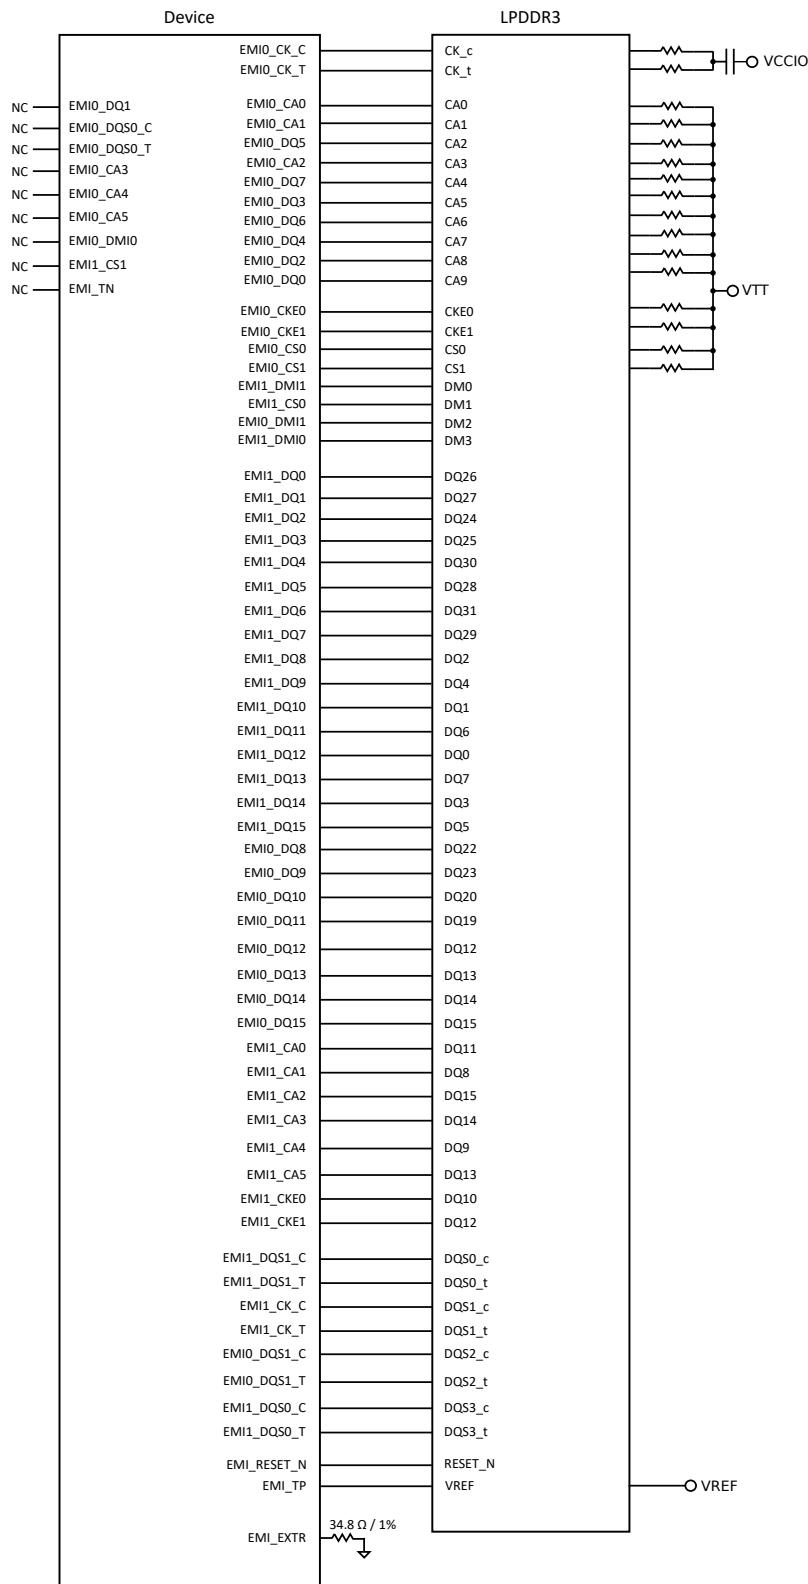 Device LPDDR3
EMI0_CK_C CK_c
VCCIO
EMI0_CK_T CK_t
NC EMI0_DQ1 EMI0_CA0 CA0
NC EMI0_DQS0_C EMI0_CA1 CA1
NC EMI0_DQS0_T EMI0_DQ5 CA2
NC EMI0_CA3 EMI0_CA2 CA3
NC EMI0_CA4 EMI0_DQ7 CA4
NC EMI0_CA5 EMI0_DQ3 CA5
NC EMI0_DMI0 EMI0_DQ6 CA6
NC EMI1_CS1 EMI0_DQ4 CA7
NC EMI_TN EMI0_DQ2 CA8
EMI0_DQ0 CA9
VTT
EMI0_CKE0 CKE0
EMI0_CKE1 CKE1
EMI0_CS0 CS0
EMI0_CS1 CS1
EMI1_DMI1 DM0
EMI1_CS0 DM1
EMI0_DMI1 DM2
EMI1_DMI0 DM3
EMI1_DQ0 DQ26
EMI1_DQ1 DQ27
EMI1_DQ2 DQ24
EMI1_DQ3 DQ25
EMI1_DQ4 DQ30
EMI1_DQ5 DQ28
EMI1_DQ6 DQ31
EMI1_DQ7 DQ29
EMI1_DQ8 DQ2
EMI1_DQ9 DQ4
EMI1_DQ10 DQ1
EMI1_DQ11 DQ6
EMI1_DQ12 DQ0
EMI1_DQ13 DQ7
EMI1_DQ14 DQ3
EMI1_DQ15 DQ5
EMI0_DQ8 DQ22
EMI0_DQ9 DQ23
EMI0_DQ10 DQ20
EMI0_DQ11 DQ19
EMI0_DQ12 DQ12
EMI0_DQ13 DQ13
EMI0_DQ14 DQ14
EMI0_DQ15 DQ15
EMI1_CA0 DQ11
EMI1_CA1 DQ8
EMI1_CA2 DQ15
EMI1_CA3 DQ14
EMI1_CA4 DQ9
EMI1_CA5 DQ13
EMI1_CKE0 DQ10
EMI1_CKE1 DQ12
EMI1_DQS1_C DQS0_c
EMI1_DQS1_T DQS0_t
EMI1_CK_C DQS1_c
EMI1_CK_T DQS1_t
EMI0_DQS1_C DQS2_c
EMI0_DQS1_T DQS2_t
EMI1_DQS0_C DQS3_c
EMI1_DQS0_T DQS3_t
EMI_RESET_N RESET_N
EMI_TP VREF VREF
34.8 Ω / 1%
EMI_EXTR